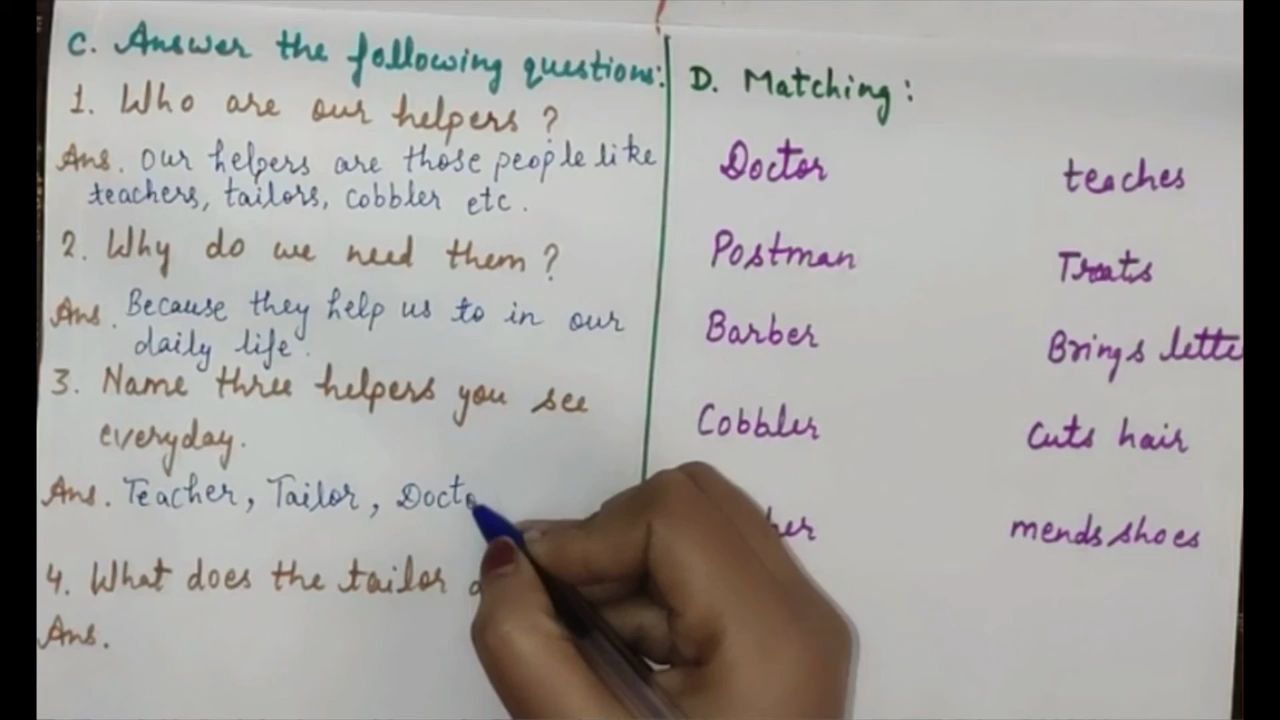 C. Answer the following questions:
1. Who are our helpers ?
Ans. Our helpers are those people like
teachers, tailors, cobbler etc.
2. Why do we need them?
Ans. Because they help us to in our
daily life.
3. Name three helpers you see
everyday.
Ans. Teacher, Tailor, Docto
4. What does the tailor
Ans.
D. Matching:
Doctor teaches
Postman Treats
Barber Brings lette
Cobbler Cuts hair
her mends shoes